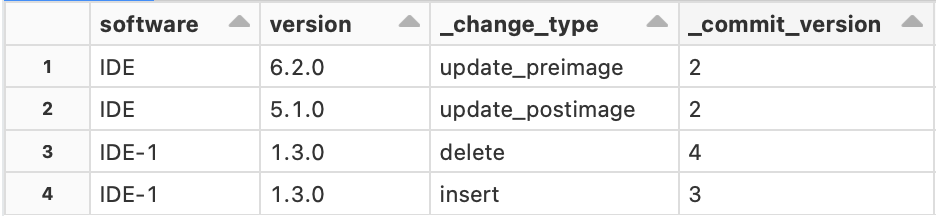 software version _change_type _commit_version
1 IDE 6.2.0 update_preimage 2
2 IDE 5.1.0 update_postimage 2
3 IDE-1 1.3.0 delete 4
4 IDE-1 1.3.0 insert 3